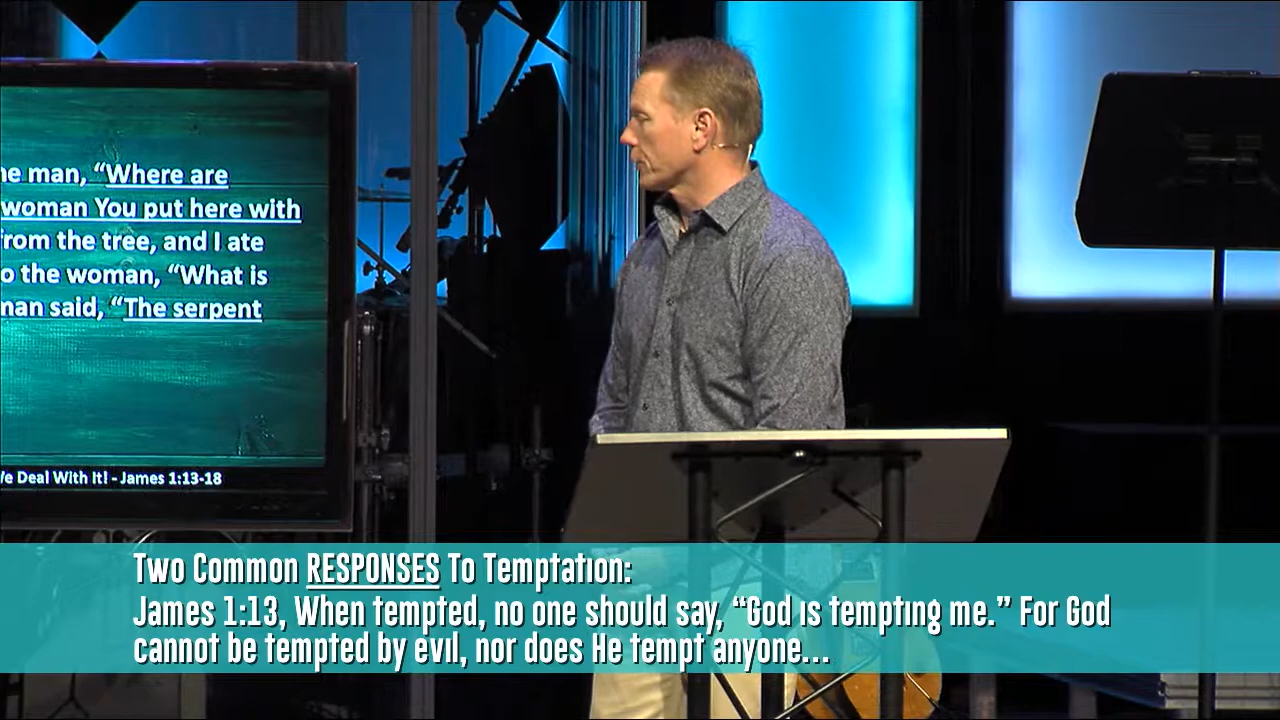 he man, “Where are
woman You put here with
from the tree, and I ate
o the woman, “What is
man said, “The serpent
We Deal With It! - James 1:13-18
Two Common RESPONSES To Temptation:
James 1:13, When tempted, no one should say, “God is tempting me.” For God
cannot be tempted by evil, nor does He tempt anyone...